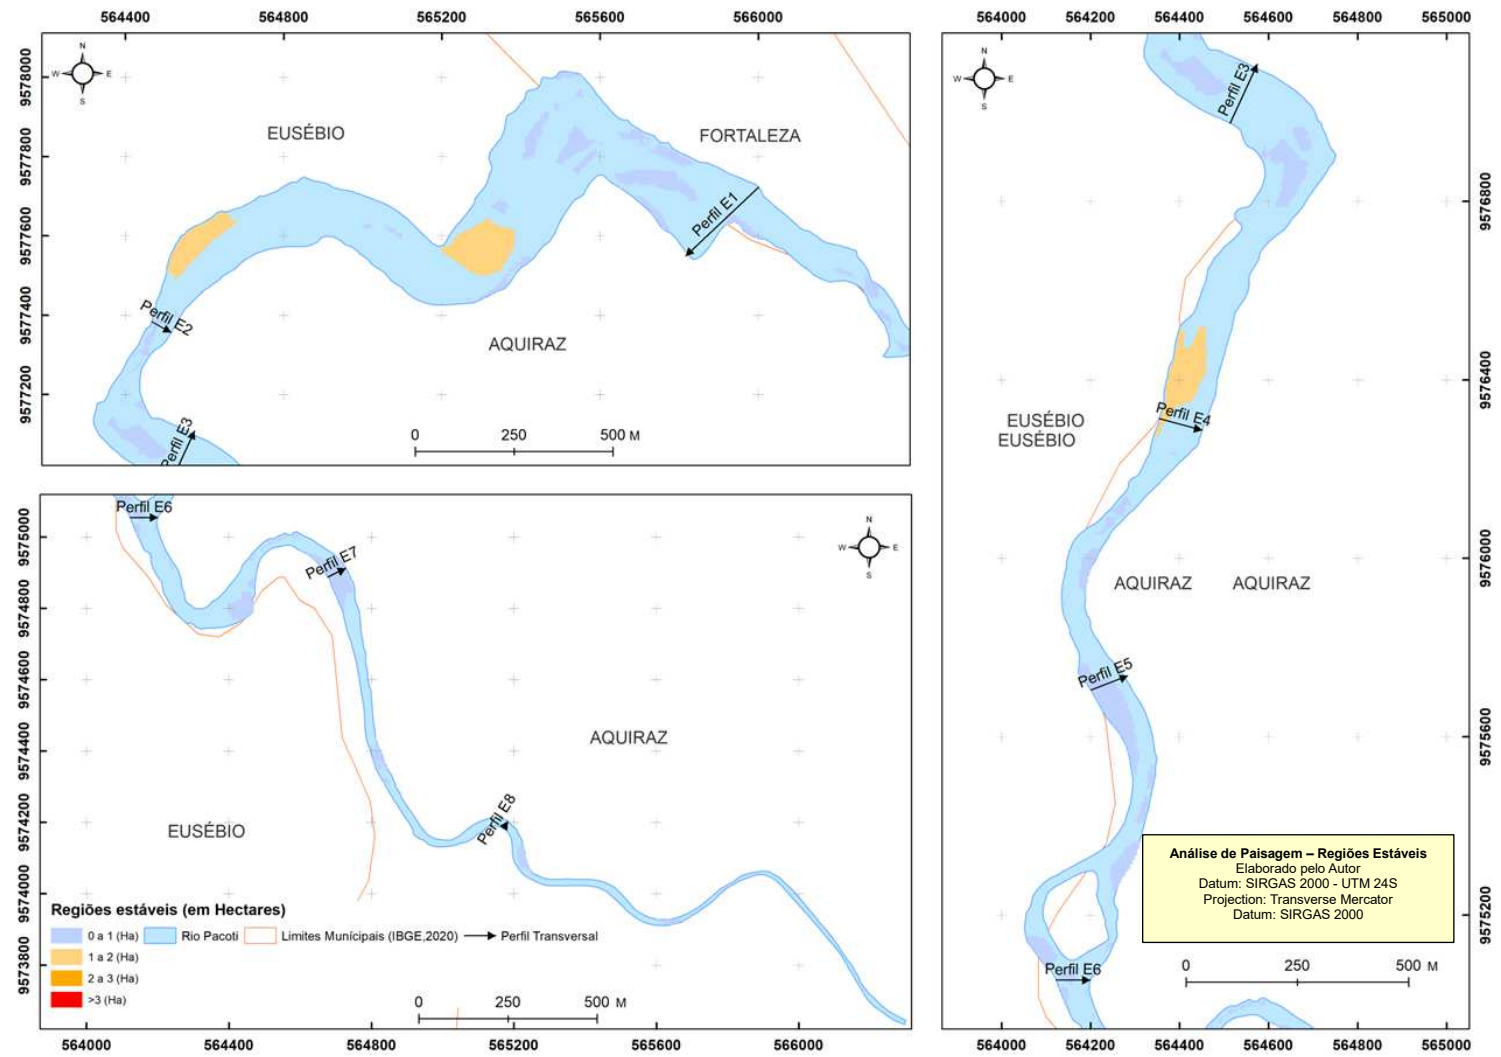 564400 564800 565200 565600 566000
564000 564200 564400 564600 564800 565000
9578000
9577800
9577600
9577400
9577200
N
W E
S
EUSÉBIO
FORTALEZA
AQUIRAZ
Perfil E1
Perfil E2
Perfil E3
0 250 500 M
9575000
9574800
9574600
9574400
9574200
9574000
9573800
Perfil E6
Perfil E7
Perfil E8
N
W E
S
AQUIRAZ
EUSÉBIO
Regiões estáveis (em Hectares)
0 a 1 (Ha) Rio Pacoti Limites Munícipais (IBGE,2020) Perfil Transversal
1 a 2 (Ha)
2 a 3 (Ha)
>3 (Ha)
0 250 500 M
564000 564400 564800 565200 565600 566000
N
W E
S
Perfil E3
Perfil E4
EUSÉBIO
EUSÉBIO
AQUIRAZ AQUIRAZ
Perfil E5
Perfil E6
9576800
9576400
9576000
9575600
9575200
Análise de Paisagem – Regiões Estáveis
Elaborado pelo Autor
Datum: SIRGAS 2000 - UTM 24S
Projection: Transverse Mercator
Datum: SIRGAS 2000
0 250 500 M
564000 564200 564400 564600 564800 565000